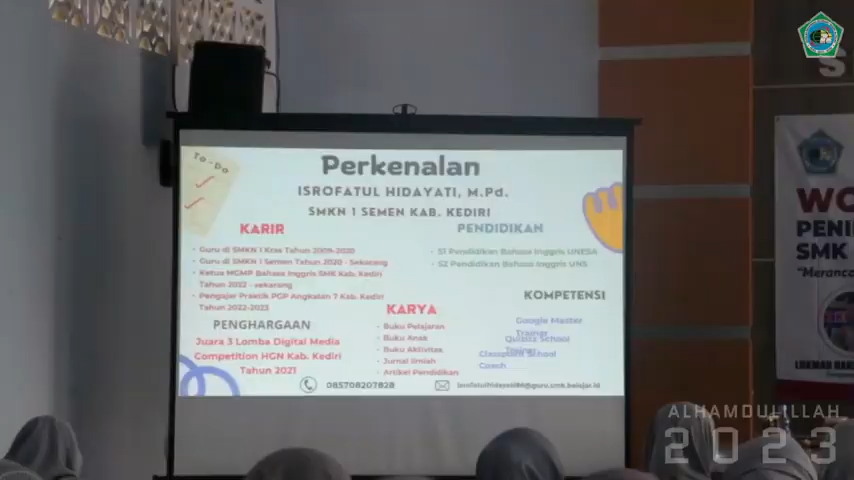 To-Do
Perkenalan
ISROFATUL HIDAYATI, M.Pd.
SMKN 1 SEMEN KAB. KEDIRI
KARIR
Guru di SMKN 1 Kras Tahun 2009-2020
Guru di SMKN 1 Semen Tahun 2020 - Sekarang
Ketua MGMP Bahasa Inggris SMK Kab. Kediri
Tahun 2022 - sekarang
Pengajar Praktik PGP Angkatan 7 Kab. Kediri
Tahun 2022-2023
PENDIDIKAN
S1 Pendidikan Bahasa Inggris UNESA
S2 Pendidikan Bahasa Inggris UNS
PENGHARGAAN
Juara 3 Lomba Digital Media
Competition HGN Kab. Kediri
Tahun 2021
KARYA
Buku Pelajaran
Buku Anak
Buku Aktivitas
Jurnal Ilmiah
Artikel Pendidikan
KOMPETENSI
Google Master
Trainer
Quizizz School
Trainer
Classpoint School
Coach
085708207828
S
WO
PENI
SMK
"Meranca
ALHAMDULILLAH
2023